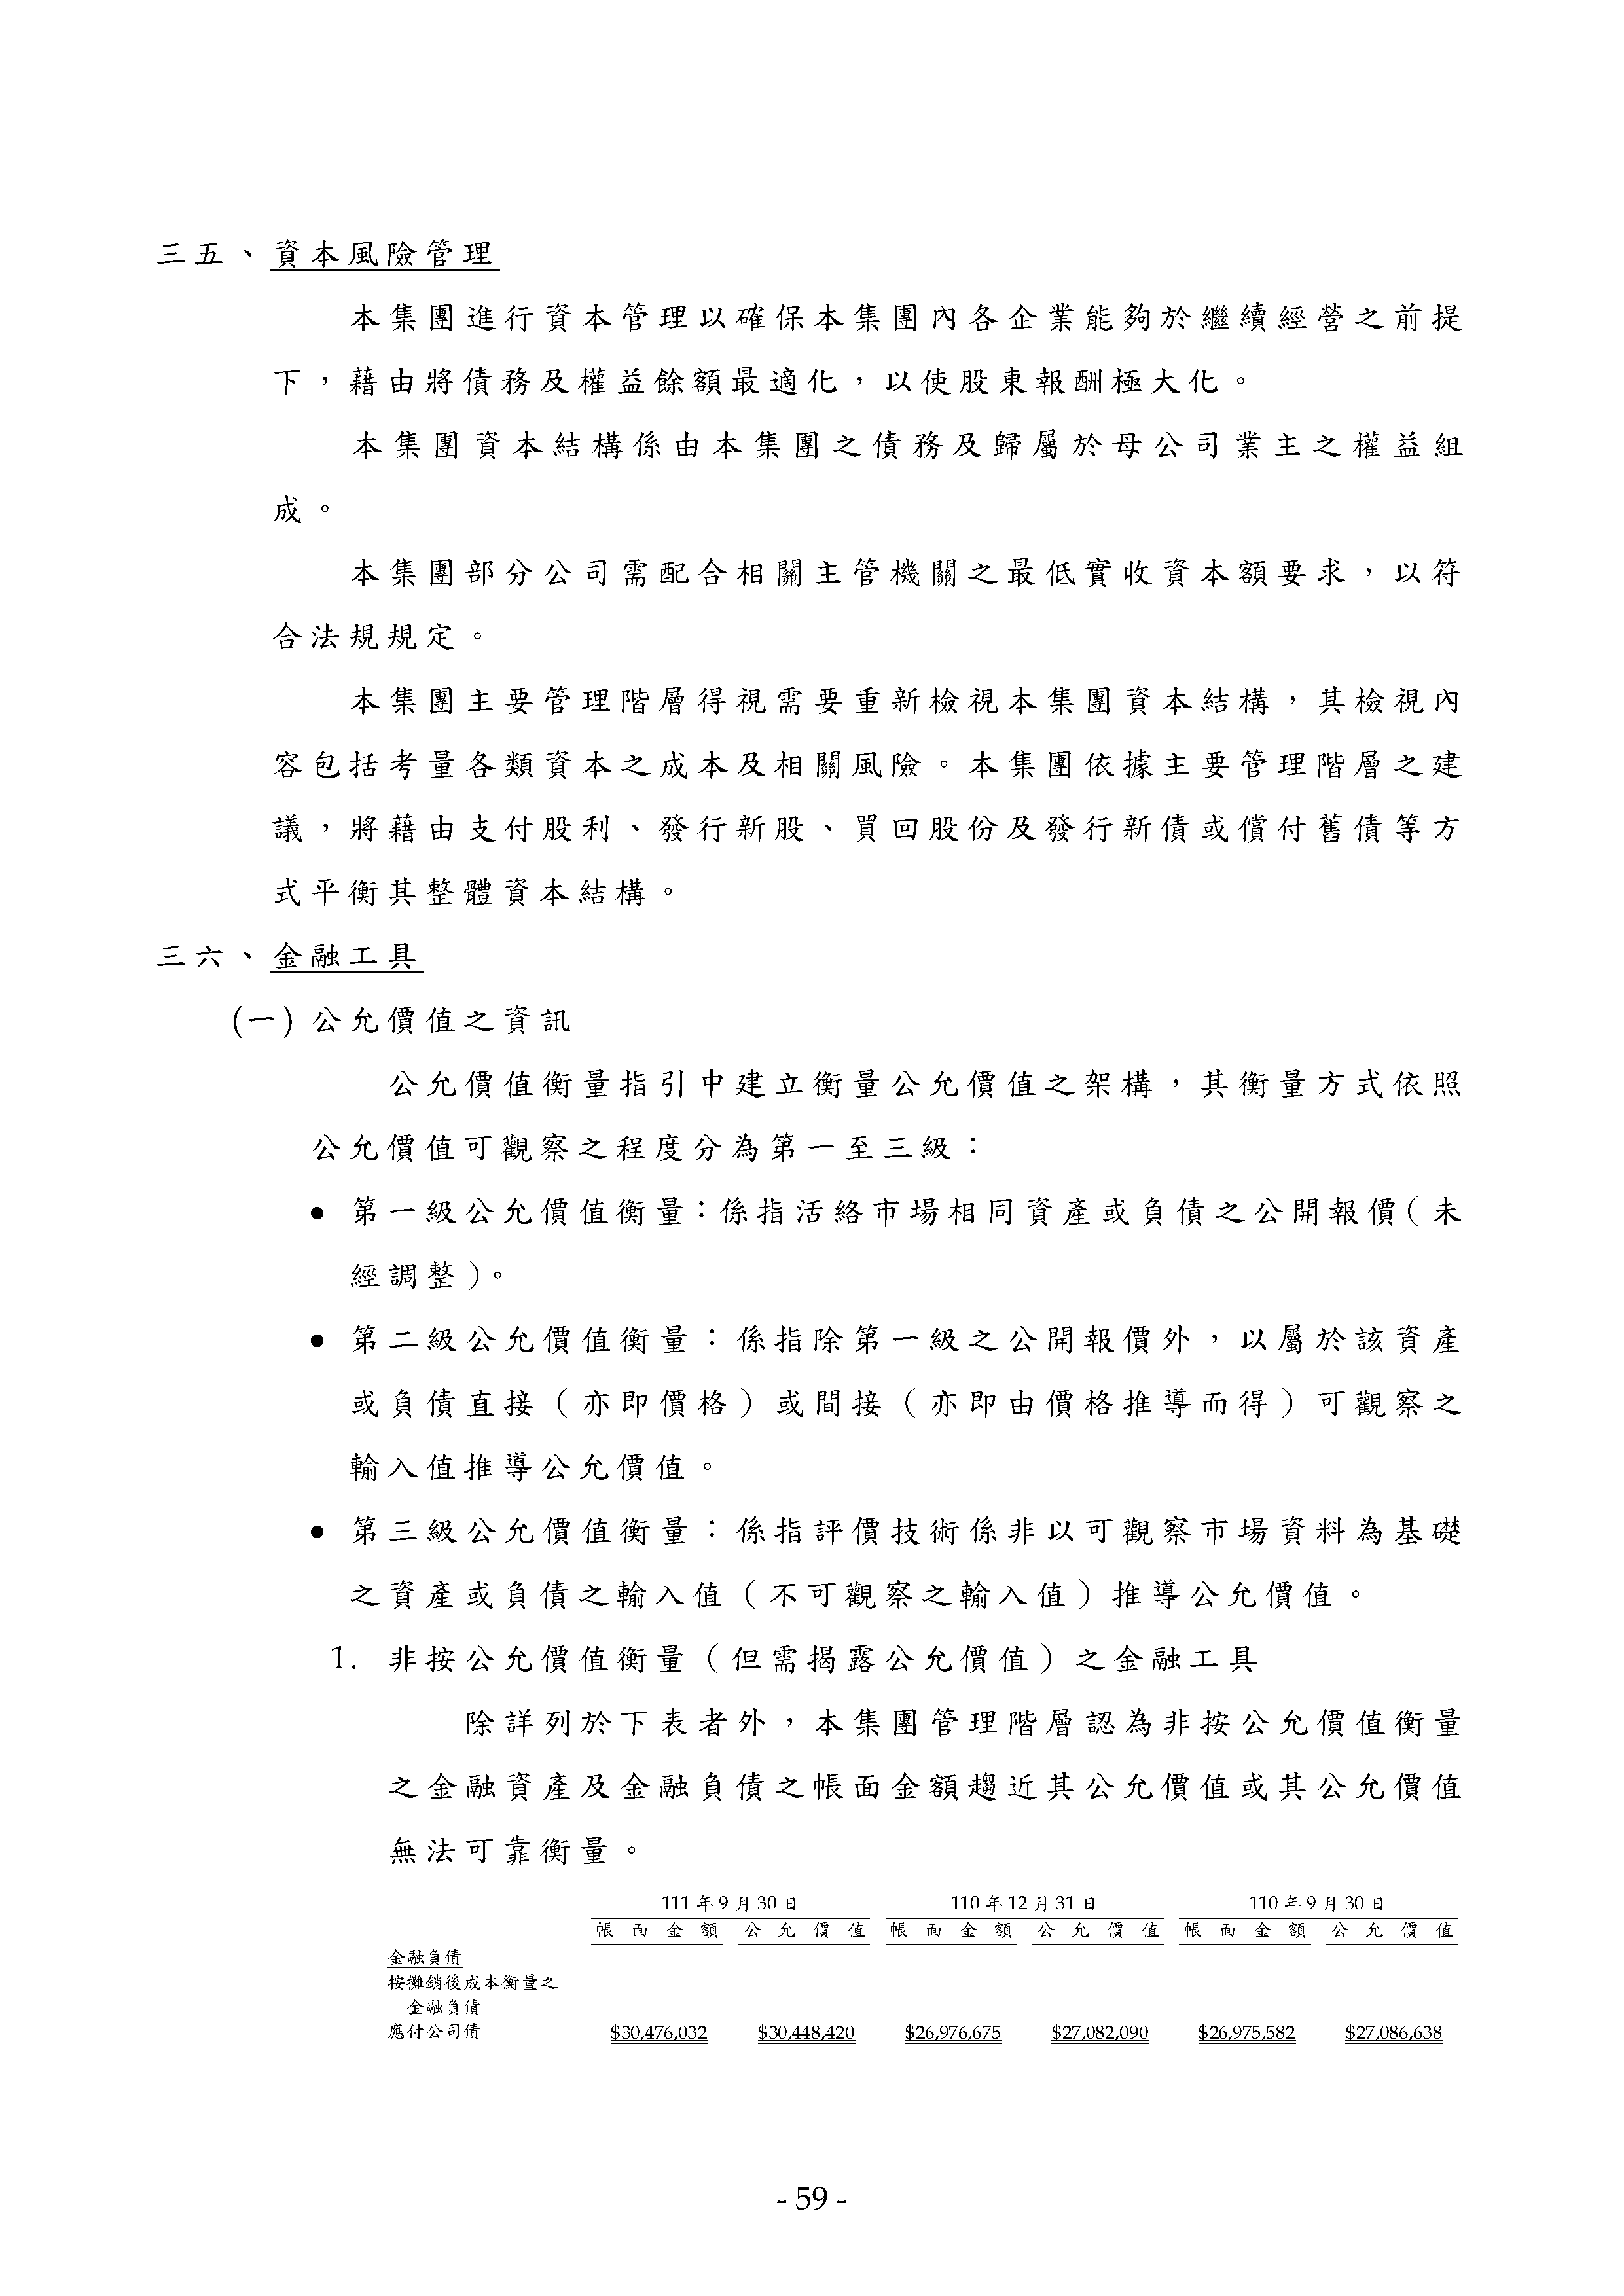 三五、資本風險管理
本集團進行資本管理以確保本集團內各企業能夠於繼續經營之前提
下，藉由將債務及權益餘額最適化，以使股東報酬極大化。
本集團資本結構係由本集團之債務及歸屬於母公司業主之權益組
成。
本集團部分公司需配合相關主管機關之最低實收資本額要求，以符
合法規規定。
本集團主要管理階層得視需要重新檢視本集團資本結構，其檢視內
容包括考量各類資本之成本及相關風險。本集團依據主要管理階層之建
議，將藉由支付股利、發行新股、買回股份及發行新債或償付舊債等方
式平衡其整體資本結構。
三六、金融工具
(一) 公允價值之資訊
公允價值衡量指引中建立衡量公允價值之架構，其衡量方式依照
公允價值可觀察之程度分為第一至三級：
● 第一級公允價值衡量：係指活絡市場相同資產或負債之公開報價（未
經調整）。
● 第二級公允價值衡量：係指除第一級之公開報價外，以屬於該資產
或負債直接（亦即價格）或間接（亦即由價格推導而得）可觀察之
輸入值推導公允價值。
● 第三級公允價值衡量：係指評價技術係非以可觀察市場資料為基礎
之資產或負債之輸入值（不可觀察之輸入值）推導公允價值。
1. 非按公允價值衡量（但需揭露公允價值）之金融工具
除詳列於下表者外，本集團管理階層認為非按公允價值衡量
之金融資產及金融負債之帳面金額趨近其公允價值或其公允價值
無法可靠衡量。
111年9月30日 110年12月31日 110年9月30日
帳面金額 公允價值 帳面金額 公允價值 帳面金額 公允價值
金融負債
按攤銷後成本衡量之
金融負債
應付公司債 $30,476,032 $30,448,420 $26,976,675 $27,082,090 $26,975,582 $27,086,638
- 59 -